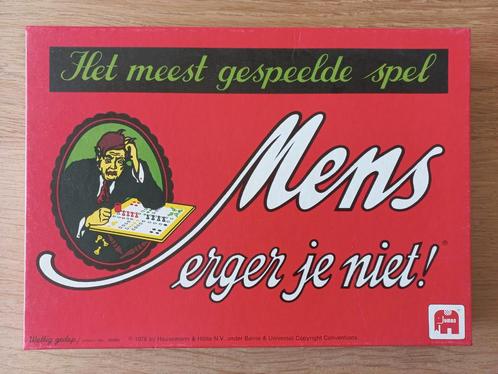 Het meest gespeelde spel
Mens
erger je niet!
®
Jumbo
Wettig gedep.
© 1978 by Hausemann & Hötte N.V. under Berne & Universal Copyright Conventions.